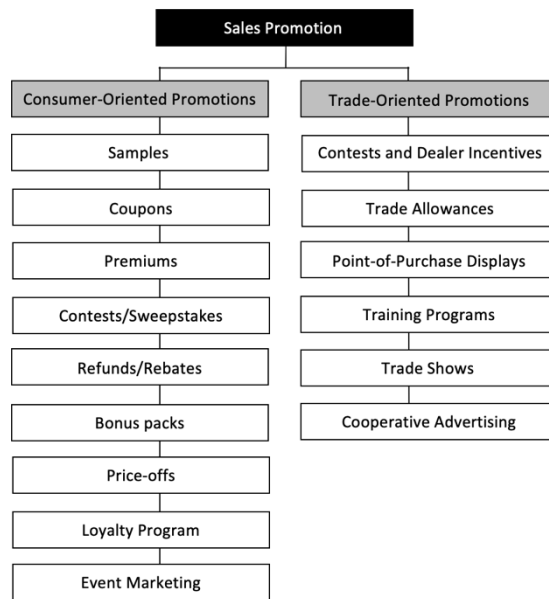 Sales Promotion
Consumer-Oriented Promotions
Samples
Coupons
Premiums
Contests/Sweepstakes
Refunds/Rebates
Bonus packs
Price-offs
Loyalty Program
Event Marketing
Trade-Oriented Promotions
Contests and Dealer Incentives
Trade Allowances
Point-of-Purchase Displays
Training Programs
Trade Shows
Cooperative Advertising